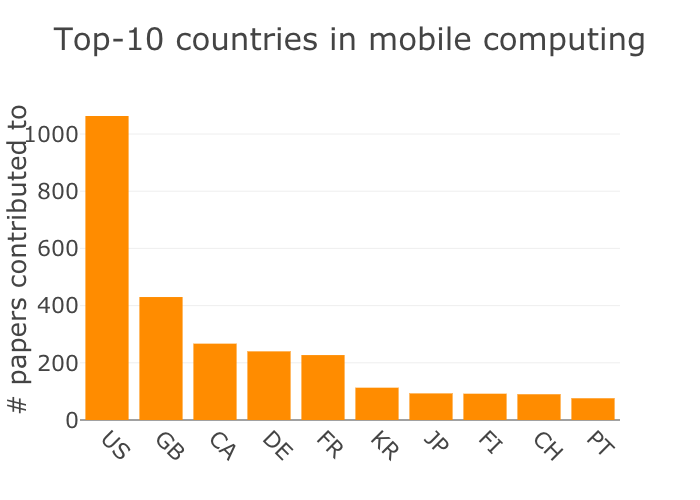 Top-10 countries in mobile computing
# papers contributed to
1000
800
600
400
200
0
US GB CA DE FR KR JP FI CH PT